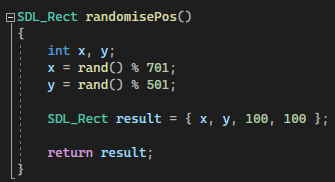 SDL_Rect randomisePos()
{
int x, y;
x = rand() % 701;
y = rand() % 501;
SDL_Rect result = { x, y, 100, 100 };
return result;
}